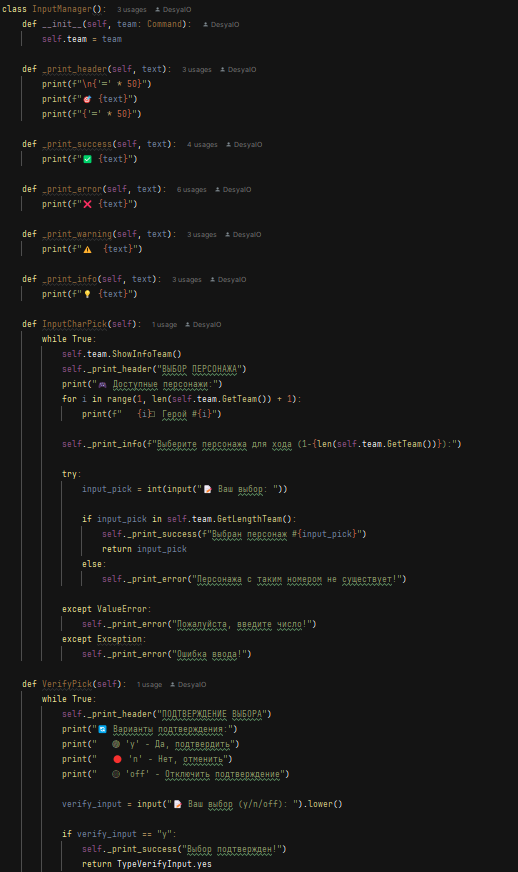 class InputManager():   3 usages   DesyaIO
    def __init__(self, team: Command):   DesyaIO
        self.team = team
    def _print_header(self, text):   3 usages   DesyaIO
        print(f"\n{'=' * 50}")
        print(f"🎯 {text}")
        print(f"{'=' * 50}")
    def _print_success(self, text):   4 usages   DesyaIO
        print(f"✅ {text}")
    def _print_error(self, text):   6 usages   DesyaIO
        print(f"❌ {text}")
    def _print_warning(self, text):   3 usages   DesyaIO
        print(f"⚠️  {text}")
    def _print_info(self, text):   3 usages   DesyaIO
        print(f"💡 {text}")
    def InputCharPick(self):   1 usage   DesyaIO
        while True:
            self.team.ShowInfoTeam()
            self._print_header("ВЫБОР ПЕРСОНАЖА")
            print("🎮 Доступные персонажи:")
            for i in range(1, len(self.team.GetTeam()) + 1):
                print(f"   {i}⃣ Герой #{i}")
            self._print_info(f"Выберите персонажа для хода (1-{len(self.team.GetTeam())}):")
            try:
                input_pick = int(input("📝 Ваш выбор: "))
                if input_pick in self.team.GetLengthTeam():
                    self._print_success(f"Выбран персонаж #{input_pick}")
                    return input_pick
                else:
                    self._print_error("Персонажа с таким номером не существует!")
            except ValueError:
                self._print_error("Пожалуйста, введите число!")
            except Exception:
                self._print_error("Ошибка ввода!")
    def VerifyPick(self):   1 usage   DesyaIO
        while True:
            self._print_header("ПОДТВЕРЖДЕНИЕ ВЫБОРА")
            print("🔄 Варианты подтверждения:")
            print("   🟢 'y' - Да, подтвердить")
            print("   🔴 'n' - Нет, отменить")
            print("   ⚫ 'off' - Отключить подтверждение")
            verify_input = input("📝 Ваш выбор (y/n/off): ").lower()
            if verify_input == "y":
                self._print_success("Выбор подтвержден!")
                return TypeVerifyInput.yes